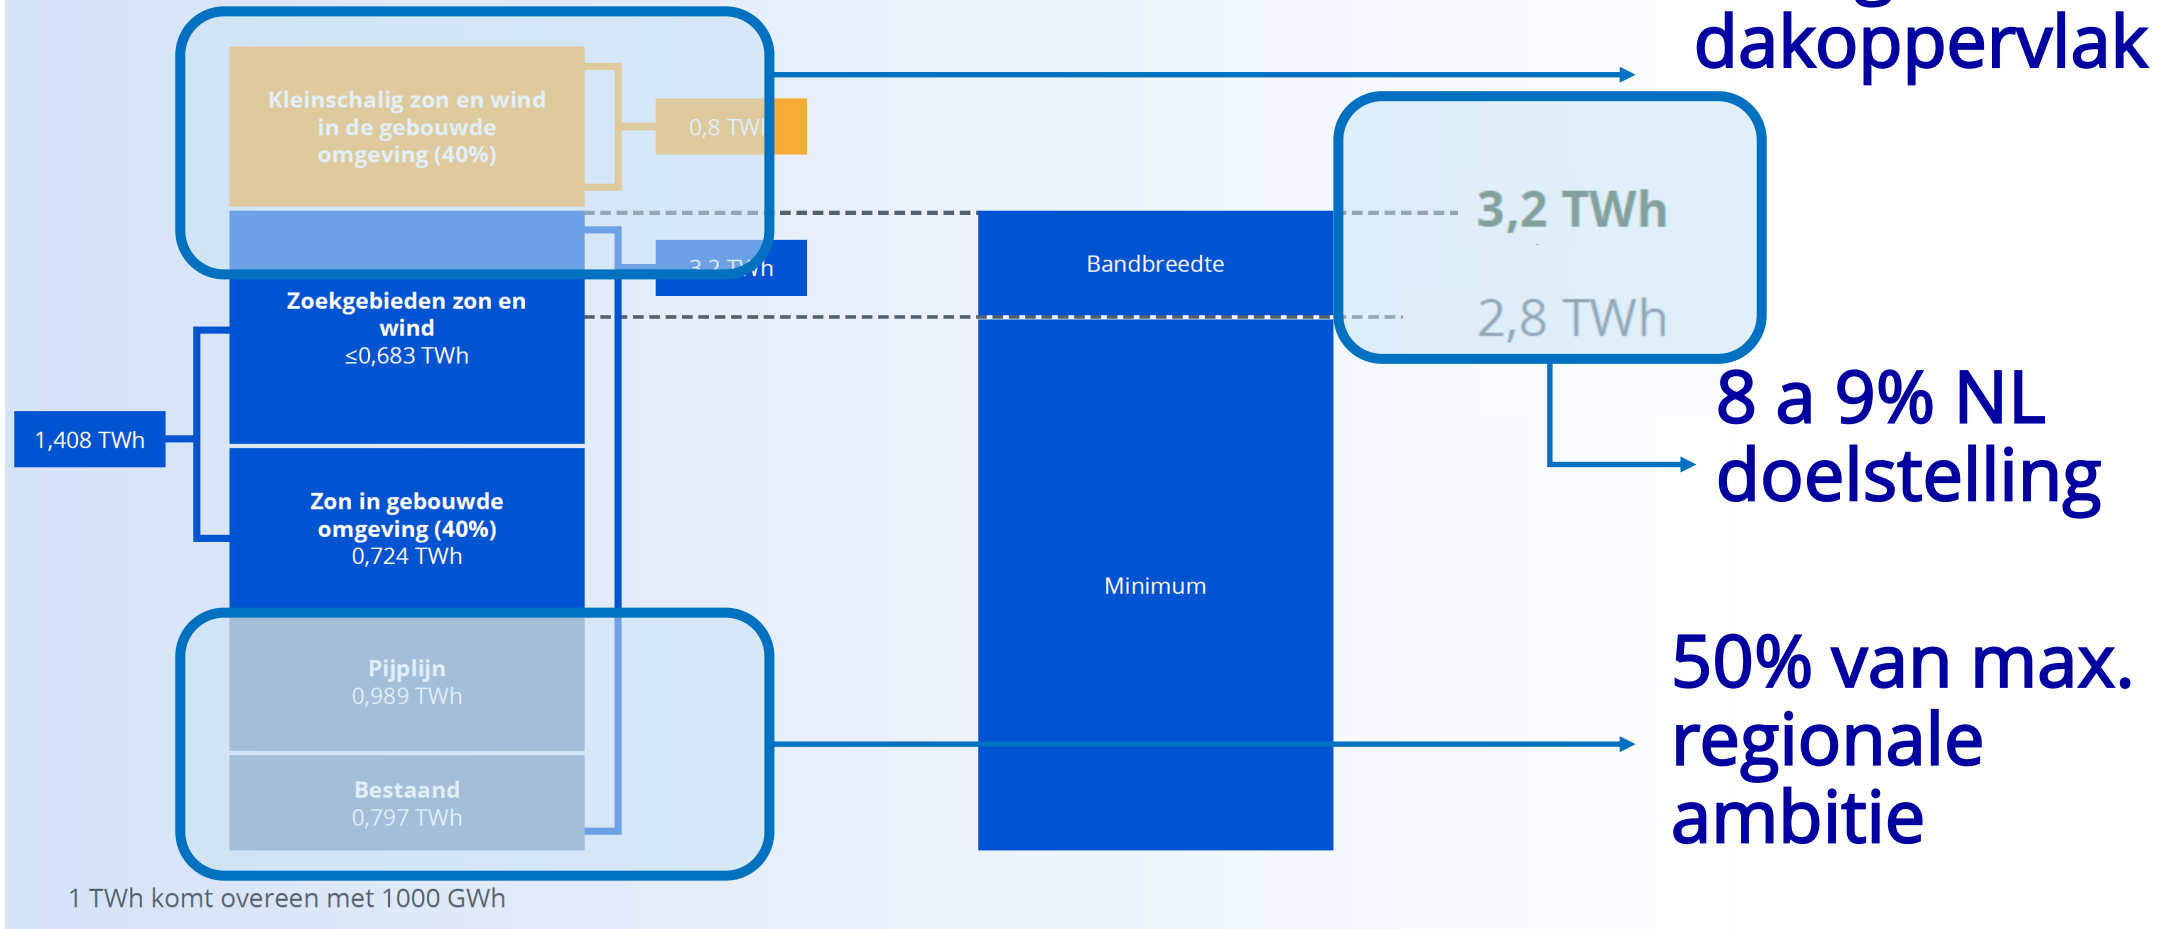 dakoppervlak
Kleinschalig zon en wind
in de gebouwde
omgeving (40%)
0,8 TWh
3,2 TWh
Bandbreedte
3,2 TWh
2,8 TWh
Zoekgebieden zon en
wind
≤0,683 TWh
8 a 9% NL
doelstelling
1,408 TWh
Zon in gebouwde
omgeving (40%)
0,724 TWh
Minimum
Pijplijn
0,989 TWh
50% van max.
regionale
ambitie
Bestaand
0,797 TWh
1 TWh komt overeen met 1000 GWh